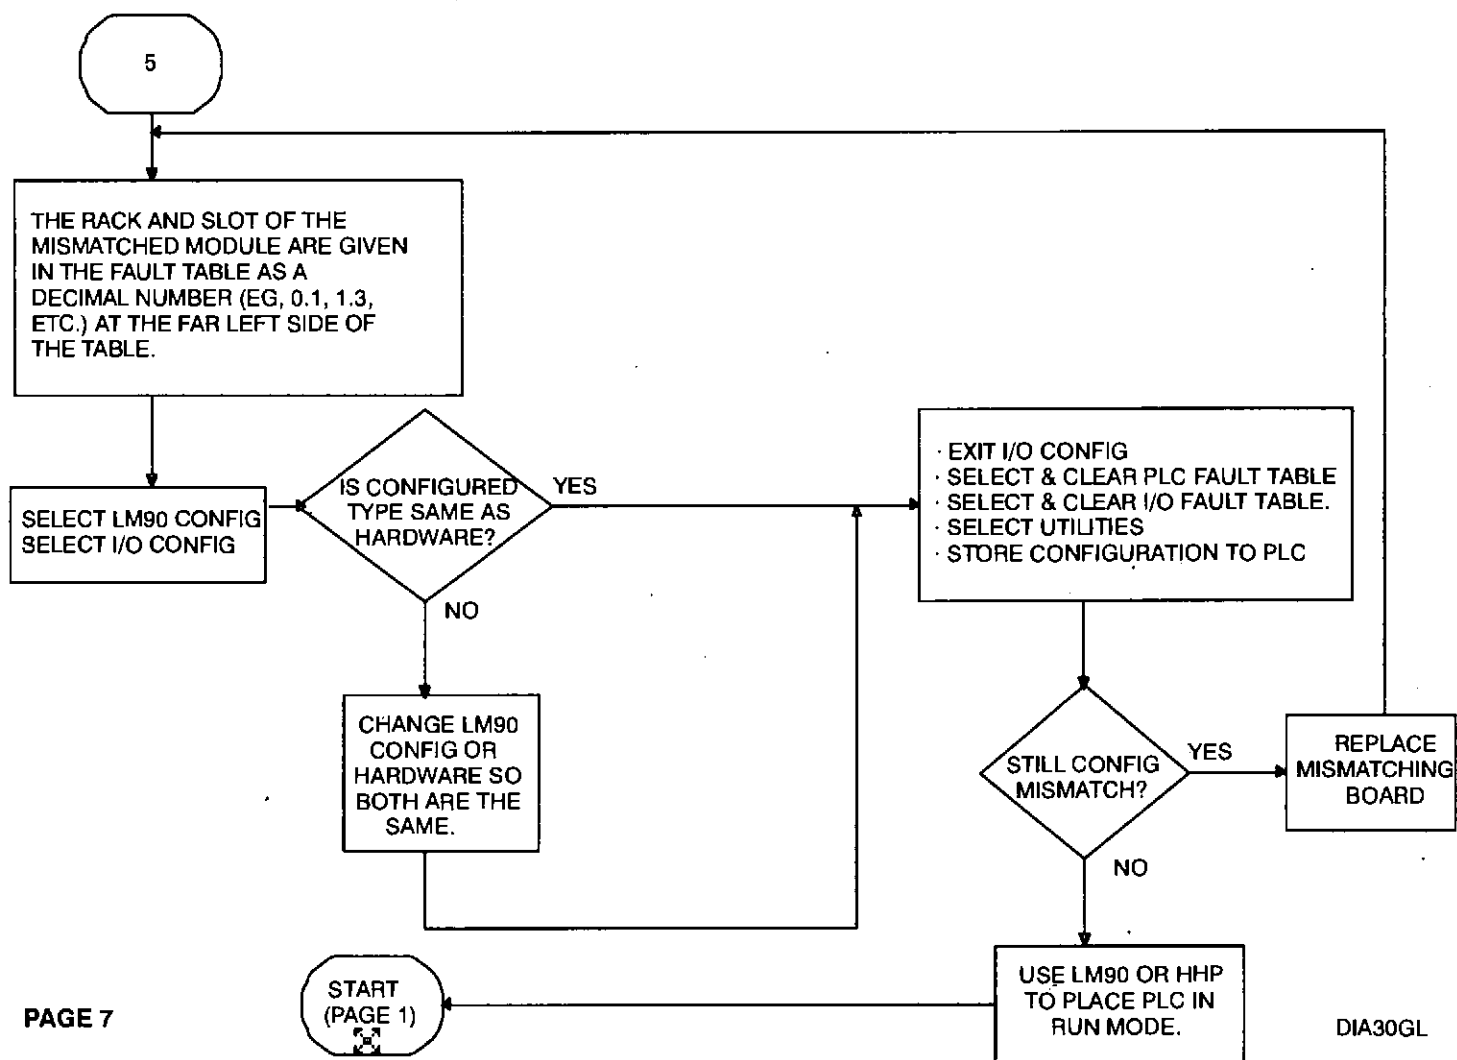 5
THE RACK AND SLOT OF THE
MISMATCHED MODULE ARE GIVEN
IN THE FAULT TABLE AS A
DECIMAL NUMBER (EG, 0.1, 1.3,
ETC.) AT THE FAR LEFT SIDE OF
THE TABLE.
SELECT LM90 CONFIG
SELECT I/O CONFIG
IS CONFIGURED
TYPE SAME AS
HARDWARE?
YES
NO
CHANGE LM90
CONFIG OR
HARDWARE SO
BOTH ARE THE
SAME.
· EXIT I/O CONFIG
· SELECT & CLEAR PLC FAULT TABLE
· SELECT & CLEAR I/O FAULT TABLE.
· SELECT UTILITIES
· STORE CONFIGURATION TO PLC
STILL CONFIG
MISMATCH?
YES
NO
REPLACE
MISMATCHING
BOARD
USE LM90 OR HHP
TO PLACE PLC IN
RUN MODE.
START
(PAGE 1)
PAGE 7
DIA30GL